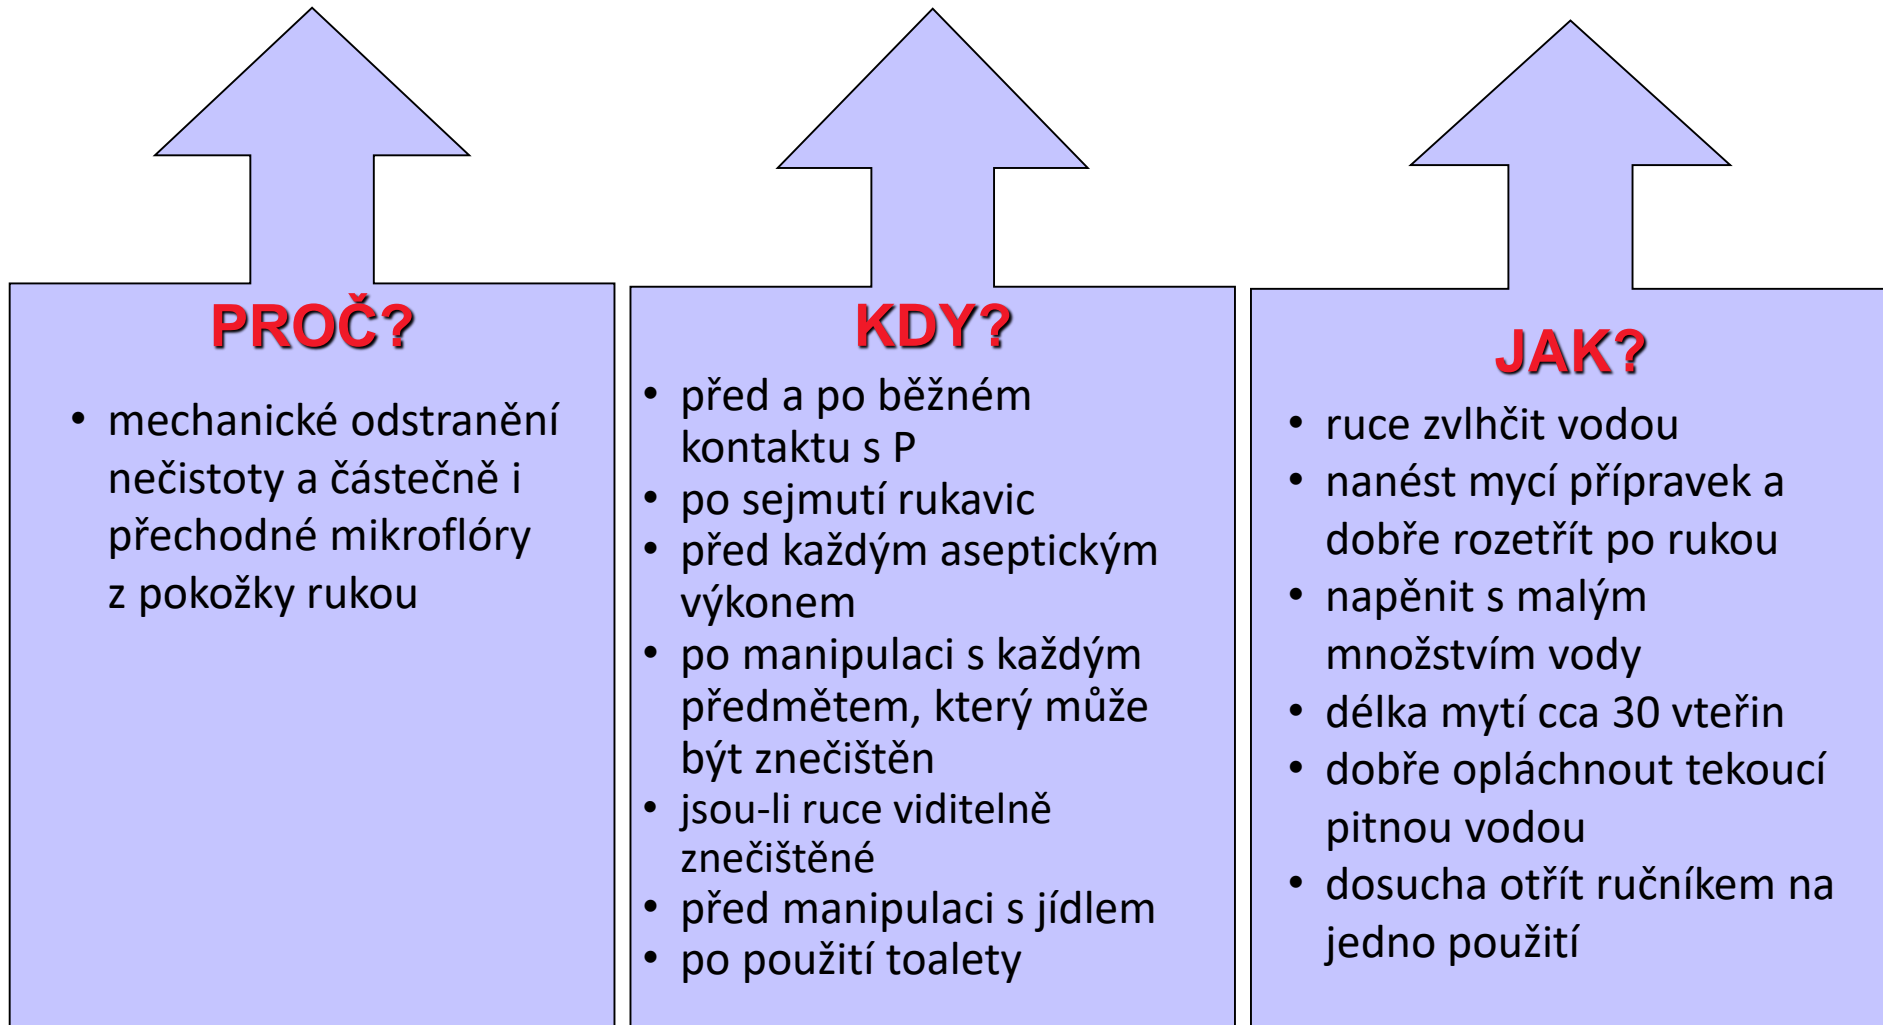 PROČ?
• mechanické odstranění
nečistoty a částečně i
přechodné mikroflóry
z pokožky rukou
KDY?
• před a po běžném
kontaktu s P
• po sejmutí rukavic
• před každým aseptickým
výkonem
• po manipulaci s každým
předmětem, který může
být znečištěn
• jsou-li ruce viditelně
znečištěné
• před manipulaci s jídlem
• po použití toalety
JAK?
• ruce zvlhčit vodou
• nanést mycí přípravek a
dobře rozetřít po rukou
• napěnit s malým
množstvím vody
• délka mytí cca 30 vteřin
• dobře opláchnout tekoucí
pitnou vodou
• dosucha otřít ručníkem na
jedno použití